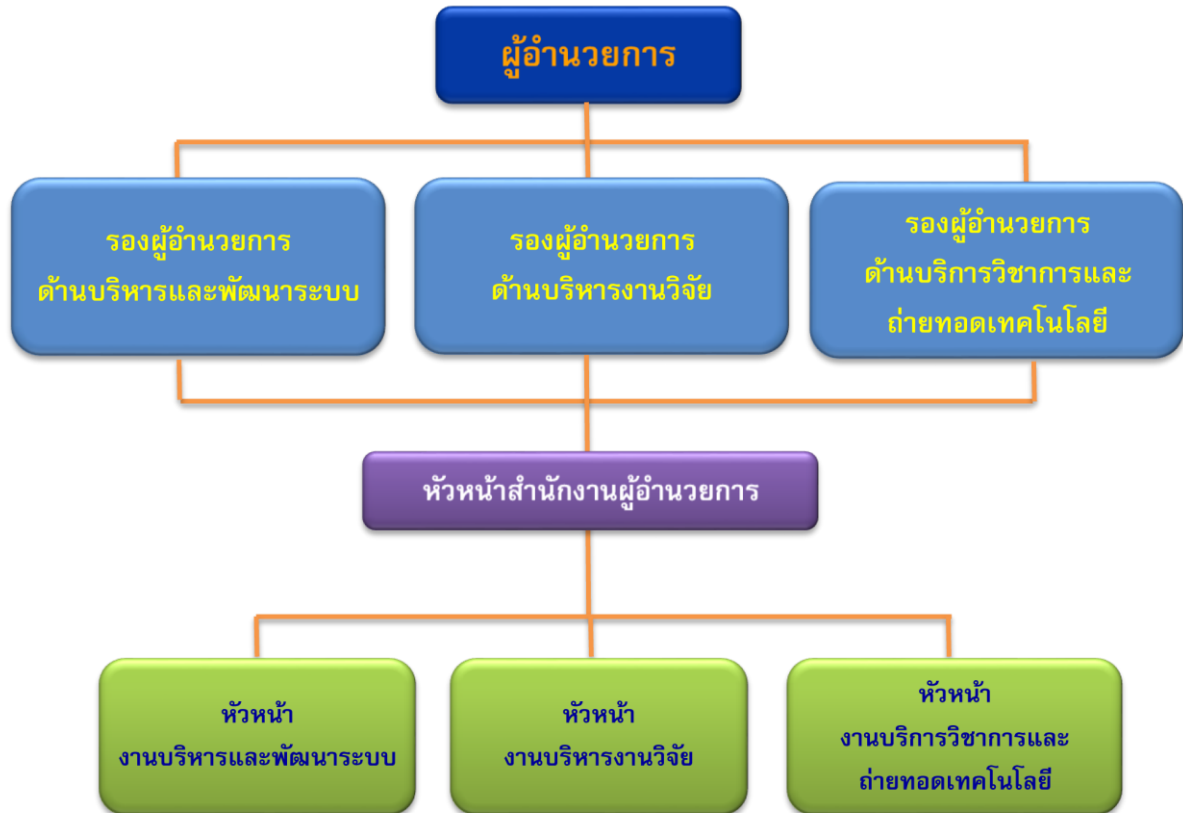 ผู้อำนวยการ
รองผู้อำนวยการ
ด้านบริหารและพัฒนาระบบ
รองผู้อำนวยการ
ด้านบริหารงานวิจัย
รองผู้อำนวยการ
ด้านบริการวิชาการและ
ถ่ายทอดเทคโนโลยี
หัวหน้าสำนักงานผู้อำนวยการ
หัวหน้า
งานบริหารและพัฒนาระบบ
หัวหน้า
งานบริหารงานวิจัย
หัวหน้า
งานบริการวิชาการและ
ถ่ายทอดเทคโนโลยี